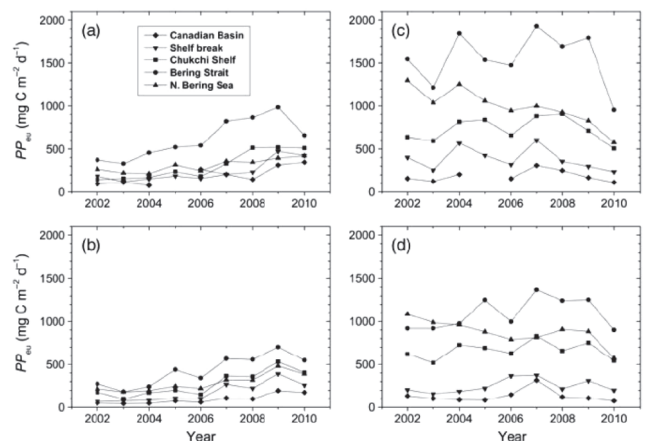 (a)
Canadian Basin
Shelf break
Chukchi Shelf
Bering Strait
N. Bering Sea
PPeu (mg C m−2 d−1)
2000
1500
1000
500
0
2002 2004 2006 2008 2010
(c)
2000
1500
1000
500
0
2002 2004 2006 2008 2010
(b)
PPeu (mg C m−2 d−1)
2000
1500
1000
500
0
2002 2004 2006 2008 2010
Year
(d)
2000
1500
1000
500
0
2002 2004 2006 2008 2010
Year